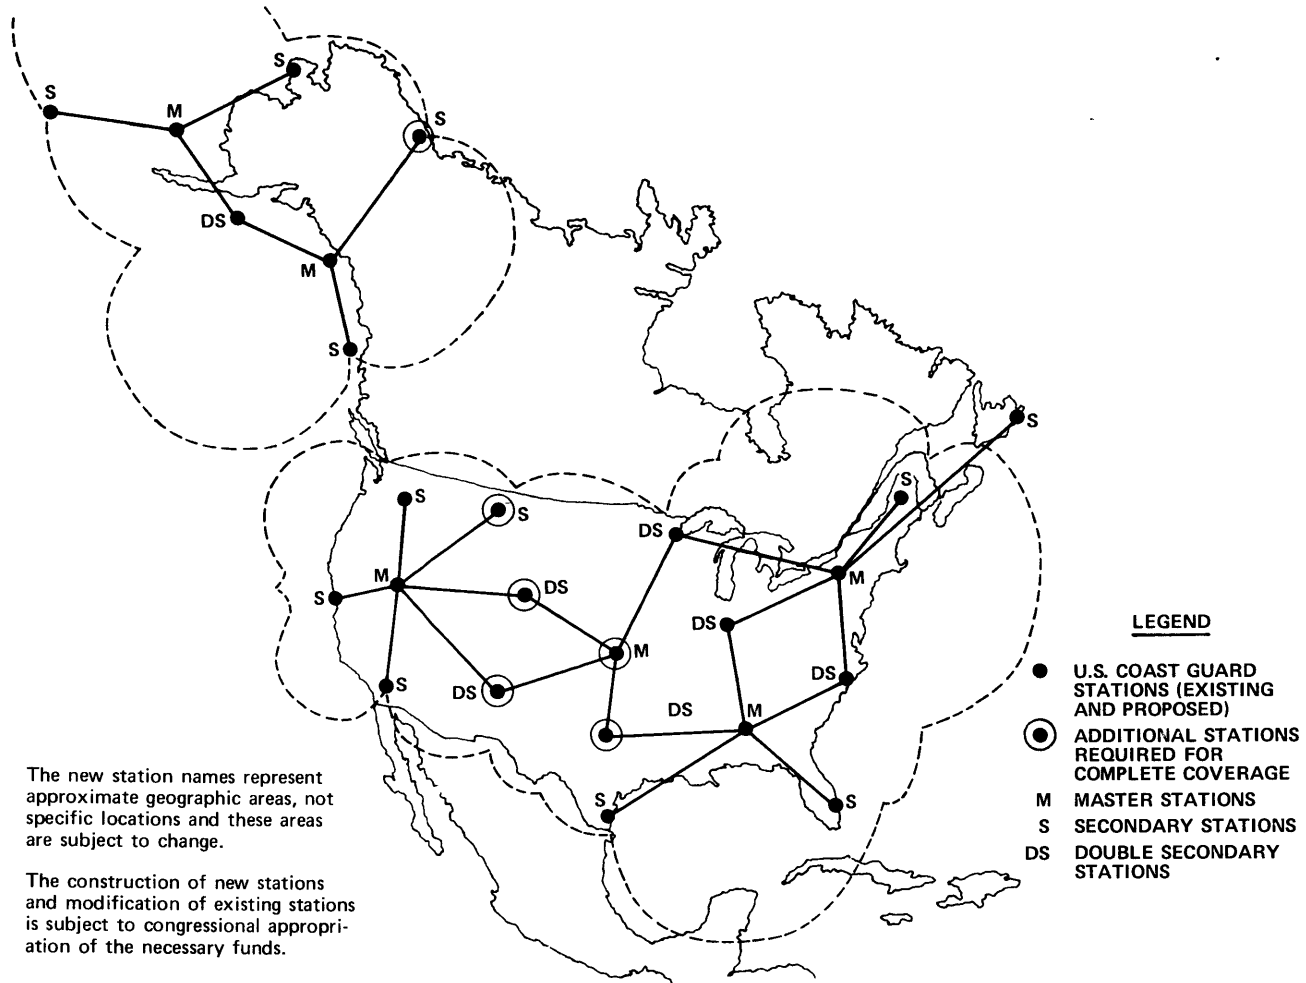 S
S
M
S
DS
M
S
S
S
S
S
DS
M
S
DS
M
DS
M
DS
S
DS
DS
M
S
S
LEGEND
U.S. COAST GUARD
STATIONS (EXISTING
AND PROPOSED)
ADDITIONAL STATIONS
REQUIRED FOR
COMPLETE COVERAGE
M MASTER STATIONS
S SECONDARY STATIONS
DS DOUBLE SECONDARY
STATIONS
The new station names represent
approximate geographic areas, not
specific locations and these areas
are subject to change.
The construction of new stations
and modification of existing stations
is subject to congressional appropri-
ation of the necessary funds.